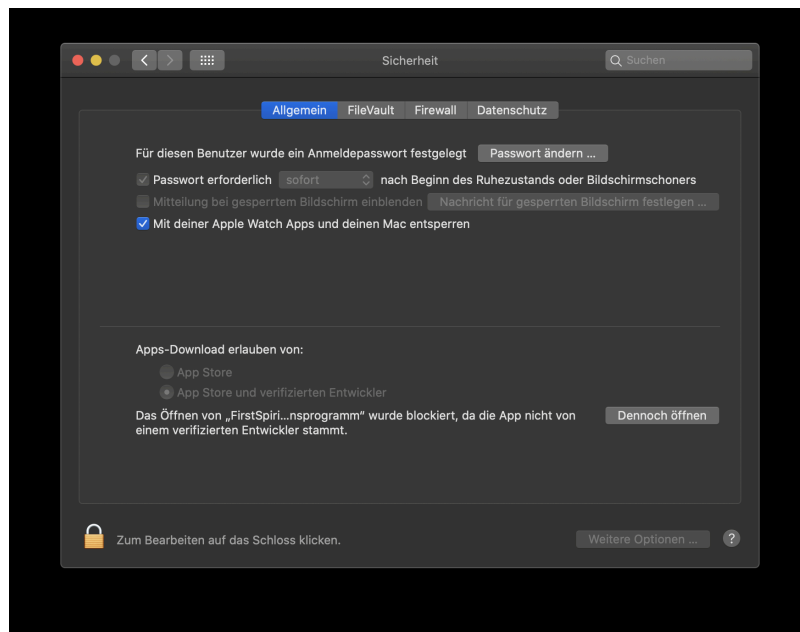 Sicherheit
Suchen
Allgemein FileVault Firewall Datenschutz
Für diesen Benutzer wurde ein Anmeldepasswort festgelegt Passwort ändern ...
Passwort erforderlich sofort nach Beginn des Ruhezustands oder Bildschirmschoners
Mitteilung bei gesperrtem Bildschirm einblenden Nachricht für gesperrten Bildschirm festlegen ...
Mit deiner Apple Watch Apps und deinen Mac entsperren
Apps-Download erlauben von:
App Store
App Store und verifizierten Entwickler
Das Öffnen von „FirstSpiri...nsprogramm“ wurde blockiert, da die App nicht von
einem verifizierten Entwickler stammt.
Dennoch öffnen
Zum Bearbeiten auf das Schloss klicken.
Weitere Optionen ... ?